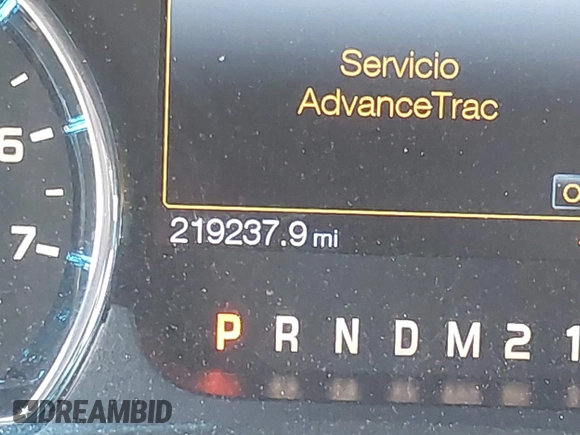 Servicio
AdvanceTrac
O
6
7
219237.9 mi
P R N D M 2 1
DREAMBID